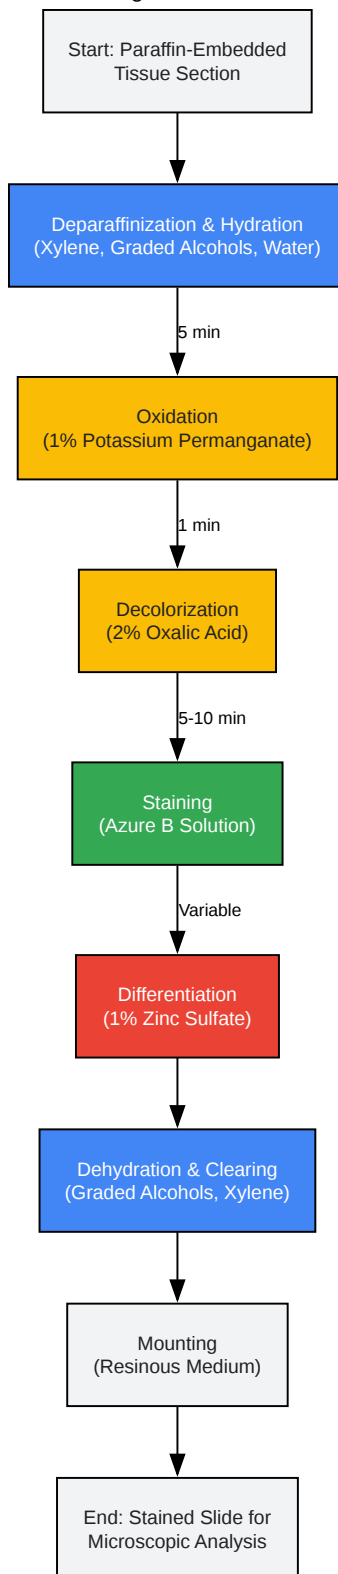 Start: Paraffin-Embedded
Tissue Section
Deparaffinization & Hydration
(Xylene, Graded Alcohols, Water)
5 min
Oxidation
(1% Potassium Permanganate)
1 min
Decolorization
(2% Oxalic Acid)
5-10 min
Staining
(Azure B Solution)
Variable
Differentiation
(1% Zinc Sulfate)
Dehydration & Clearing
(Graded Alcohols, Xylene)
Mounting
(Resinous Medium)
End: Stained Slide for
Microscopic Analysis